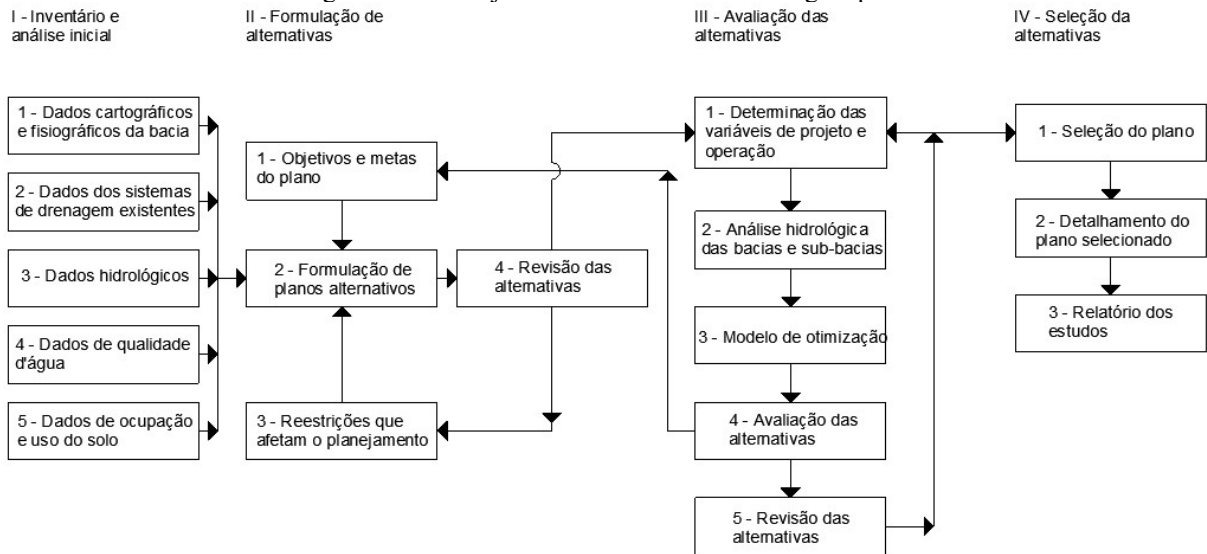 I - Inventário e
análise inicial
II - Formulação de
alternativas
III - Avaliação das
alternativas
IV - Seleção da
alternativas
1 - Dados cartográficos
e fisiográficos da bacia
2 - Dados dos sistemas
de drenagem existentes
3 - Dados hidrológicos
4 - Dados de qualidade
d'água
5 - Dados de ocupação
e uso do solo
1 - Objetivos e metas
do plano
2 - Formulação de
planos alternativos
3 - Reestrições que
afetam o planejamento
4 - Revisão das
alternativas
1 - Determinação das
variáveis de projeto e
operação
2 - Análise hidrológica
das bacias e sub-bacias
3 - Modelo de otimização
4 - Avaliação das
alternativas
5 - Revisão das
alternativas
1 - Seleção do plano
2 - Detalhamento do
plano selecionado
3 - Relatório dos
estudos